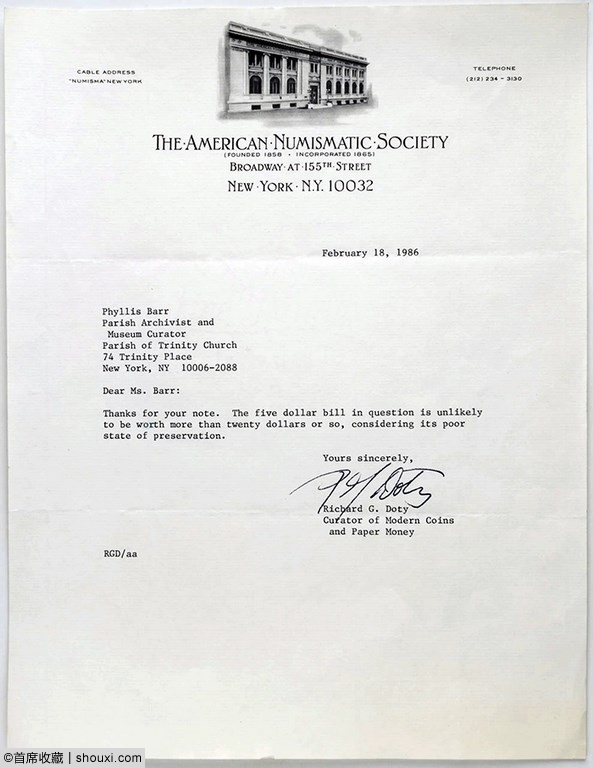 CABLE ADDRESS
"NUMISMA" NEW YORK
TELEPHONE
(212) 234 - 3130
THE·AMERICAN·NUMISMATIC·SOCIETY
(FOUNDED 1858 • INCORPORATED 1865)
BROADWAY·AT·155TH·STREET
NEW·YORK·N.Y. 10032
February 18, 1986
Phyllis Barr
Parish Archivist and
Museum Curator
Parish of Trinity Church
74 Trinity Place
New York, NY 10006-2088
Dear Ms. Barr:
Thanks for your note. The five dollar bill in question is unlikely
to be worth more than twenty dollars or so, considering its poor
state of preservation.
Yours sincerely,
R G Doty
Richard G. Doty
Curator of Modern Coins
and Paper Money
RGD/aa
©首席收藏 | shouxi.com